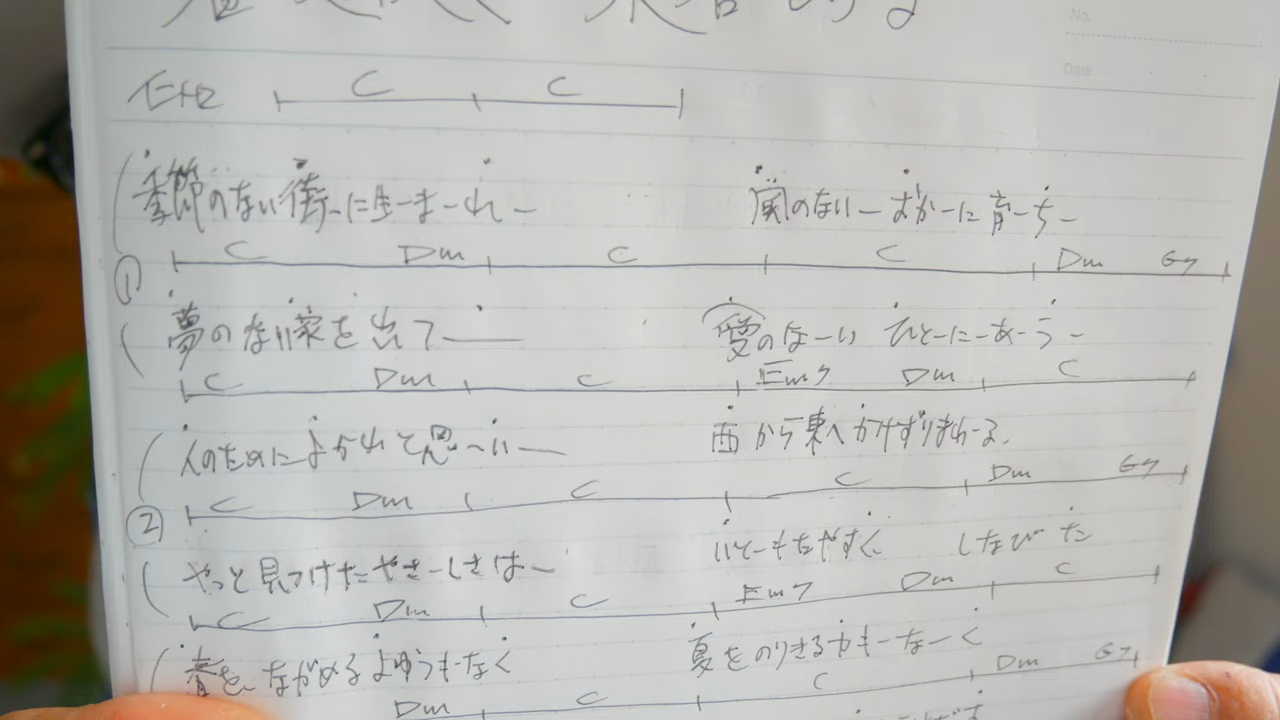 No.
Date
イントロ C C
季節のない街ーに生ーまーれー 風のないーおかーに育ーちー
C Dm C C Dm G7
①
夢のない家を出てー 愛のなーい ひとーにーあーうー
C Dm C Em7 Dm C
人のためによかれと思ーいー 西から東へかけずりまわーる
C Dm C C Dm G7
②
やっと見つけたやさーしさはー いとーもたやすく しなびーた
C Dm C Em7 Dm C
春をながめるよゆうもーなく 夏をのりきる力もーなーく
Dm C C Dm G7